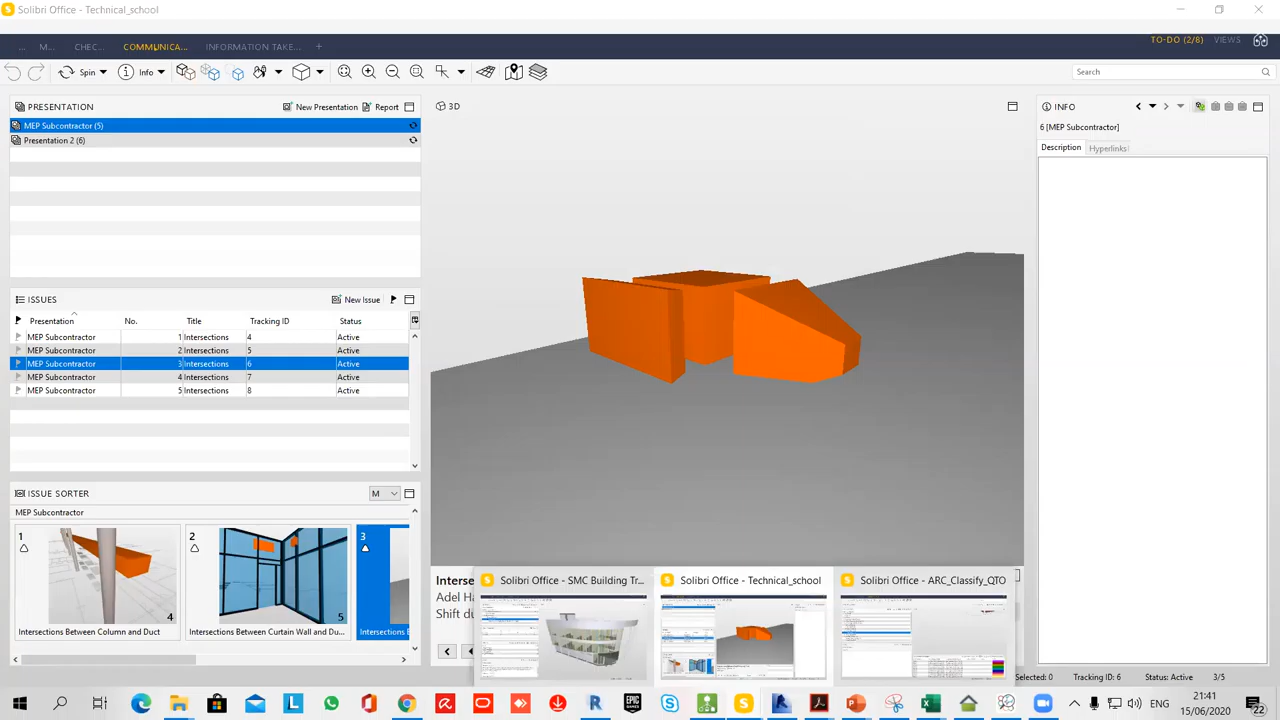 Solibri Office - Technical_school
... M... CHEC... COMMUNICA... INFORMATION TAKE... +
TO-DO (2/8) VIEWS
Spin Info
Search
PRESENTATION New Presentation Report
MEP Subcontractor (5)
Presentation 2 (6)
3D
INFO
6 [MEP Subcontractor]
Description Hyperlinks
ISSUES New Issue
Presentation No. Title Tracking ID Status
MEP Subcontractor 1 Intersections 4 Active
MEP Subcontractor 2 Intersections 5 Active
MEP Subcontractor 3 Intersections 6 Active
MEP Subcontractor 4 Intersections 7 Active
MEP Subcontractor 5 Intersections 8 Active
ISSUE SORTER M
MEP Subcontractor
1 2 3
4 5
Intersections Between Column and Duct Intersections Between Curtain Wall and Du... Intersections B
Interse
Adel Ha
Shift du
Solibri Office - SMC Building Tr... Solibri Office - Technical_school Solibri Office - ARC_Classify_QTO
Selected: 0 Tracking ID: 6 Status: Active 3/5
ENG 21:41
15/06/2020 22